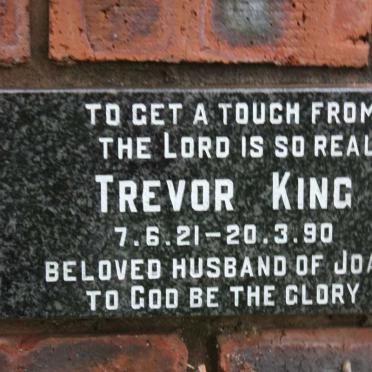 TO GET A TOUCH FROM
THE LORD IS SO REAL
TREVOR KING
7.6.21-20.3.90
BELOVED HUSBAND OF
TO GOD BE THE GLORY